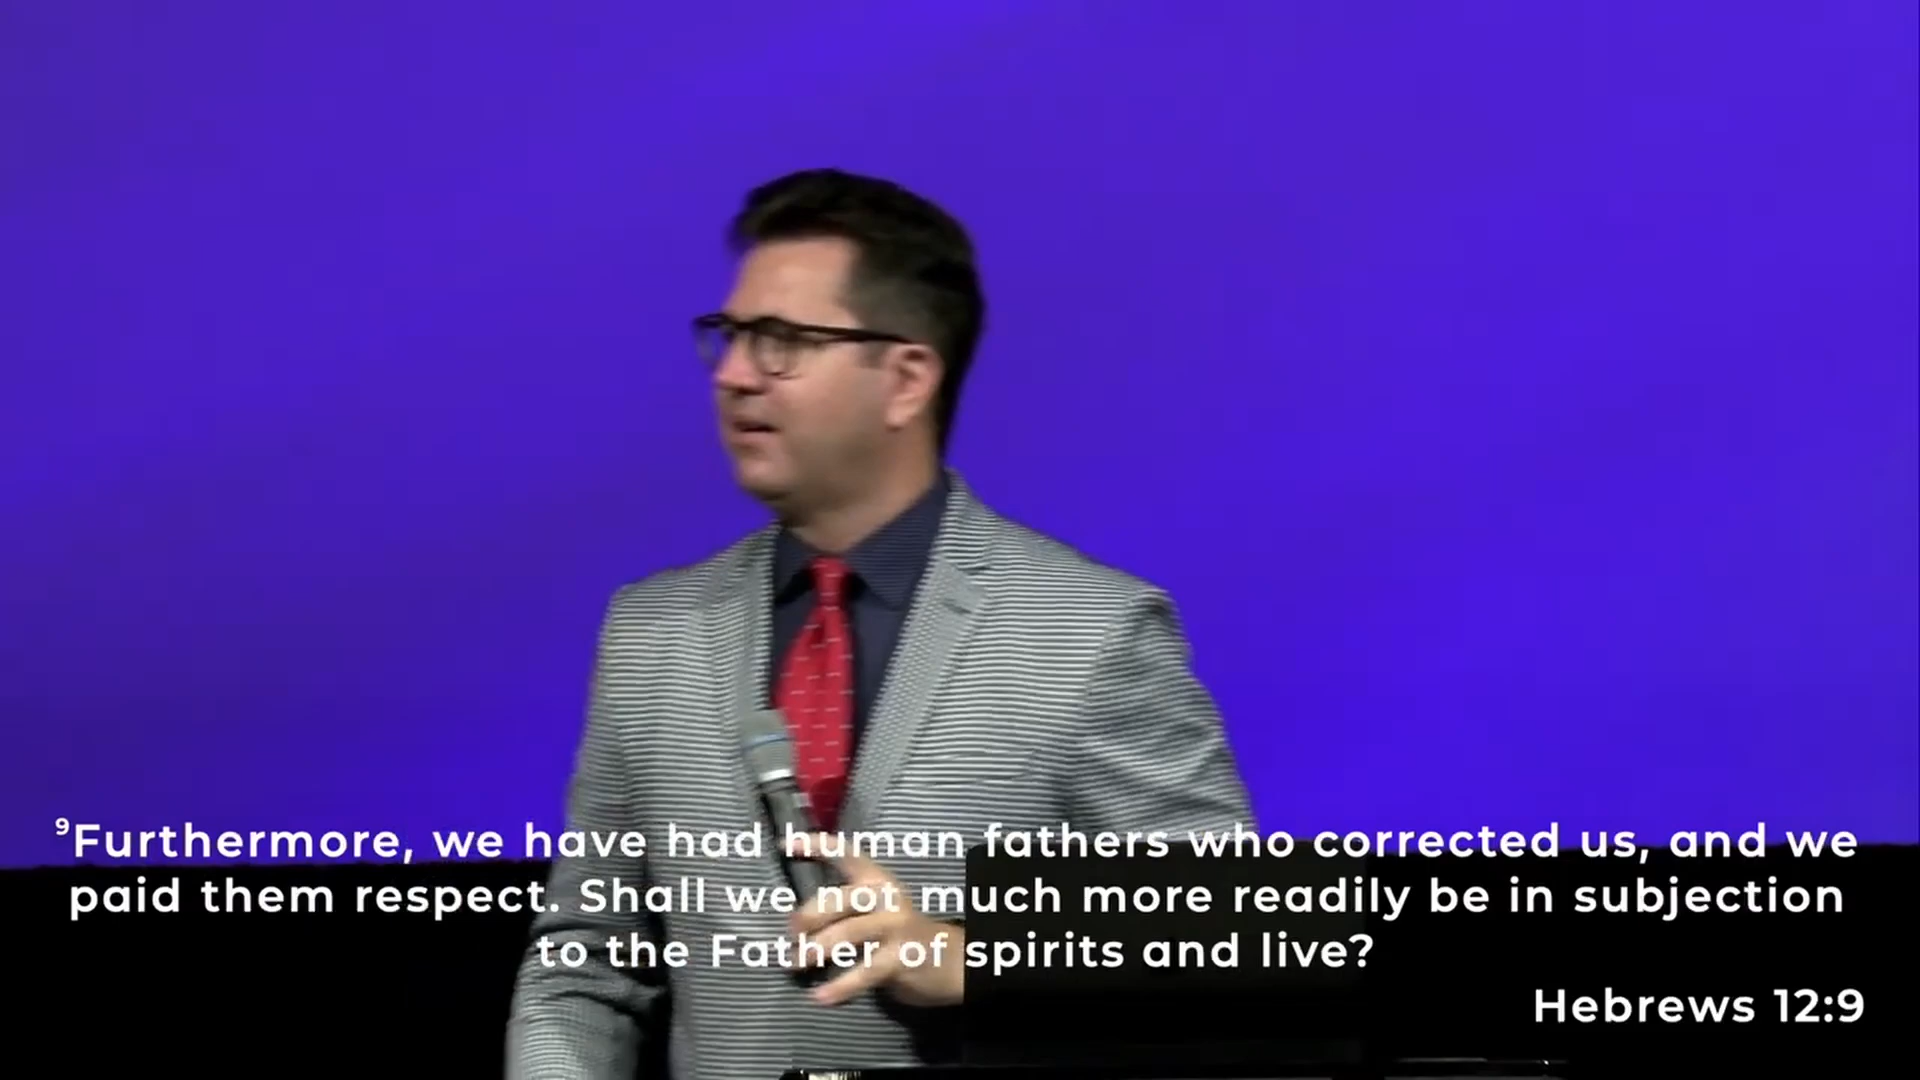 ⁹Furthermore, we have had human fathers who corrected us, and we
paid them respect. Shall we not much more readily be in subjection
to the Father of spirits and live?
Hebrews 12:9